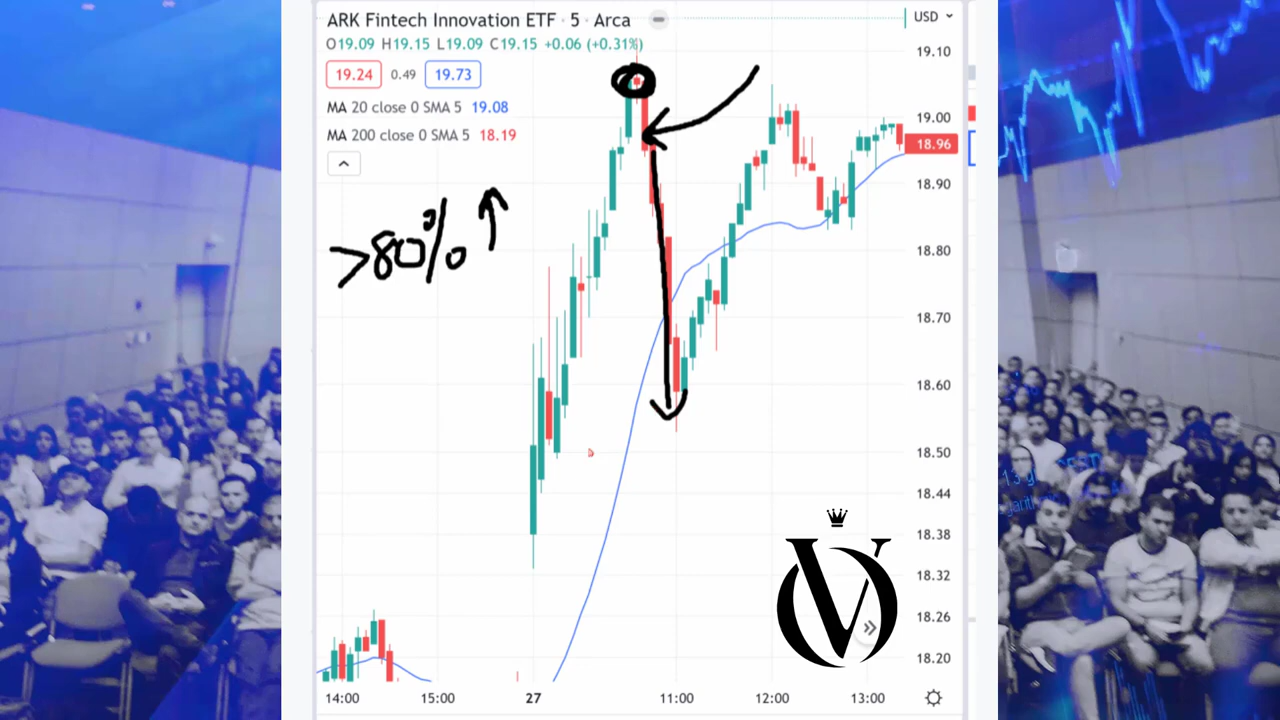 ARK Fintech Innovation ETF · 5 · Arca
USD
O19.09 H19.15 L19.09 C19.15 +0.06 (+0.31%)
19.24 0.49 19.73
MA 20 close 0 SMA 5 19.08
MA 200 close 0 SMA 5 18.19
>80% ↑
19.10
19.00
18.96
18.90
18.80
18.70
18.60
18.50
18.44
18.38
18.32
18.26
18.20
14:00 15:00 27 11:00 12:00 13:00
VO